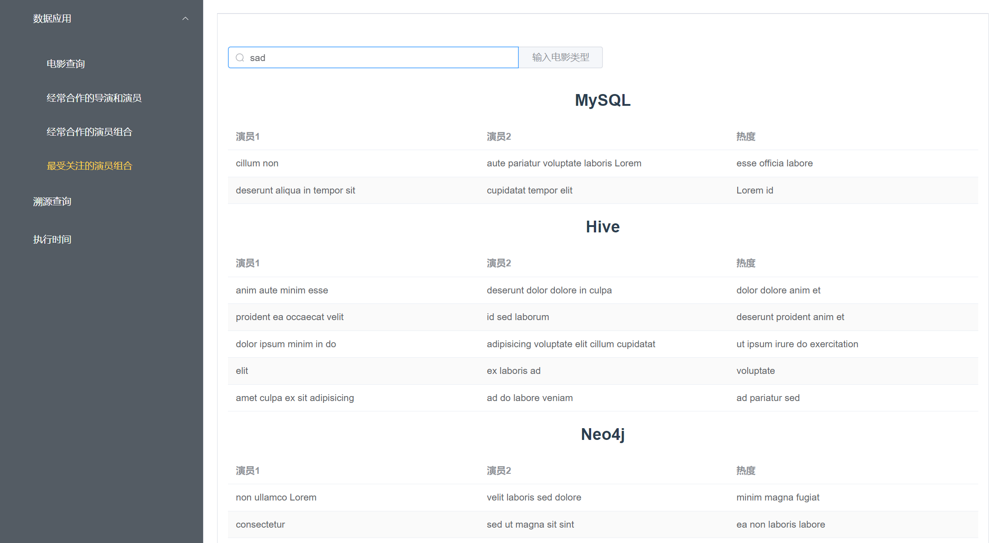 数据应用
电影查询
经常合作的导演和演员
经常合作的演员组合
最受关注的演员组合
溯源查询
执行时间
sad 输入电影类型
MySQL
演员1 演员2 热度
cillum non aute pariatur voluptate laboris Lorem esse officia labore
deserunt aliqua in tempor sit cupidatat tempor elit Lorem id
Hive
演员1 演员2 热度
anim aute minim esse deserunt dolor dolore in culpa dolor dolore anim et
proident ea occaecat velit id sed laborum deserunt proident anim et
dolor ipsum minim in do adipisicing voluptate elit cillum cupidatat ut ipsum irure do exercitation
elit ex laboris ad voluptate
amet culpa ex sit adipisicing ad do labore veniam ad pariatur sed
Neo4j
演员1 演员2 热度
non ullamco Lorem velit laboris sed dolore minim magna fugiat
consectetur sed ut magna sit sint ea non laboris labore